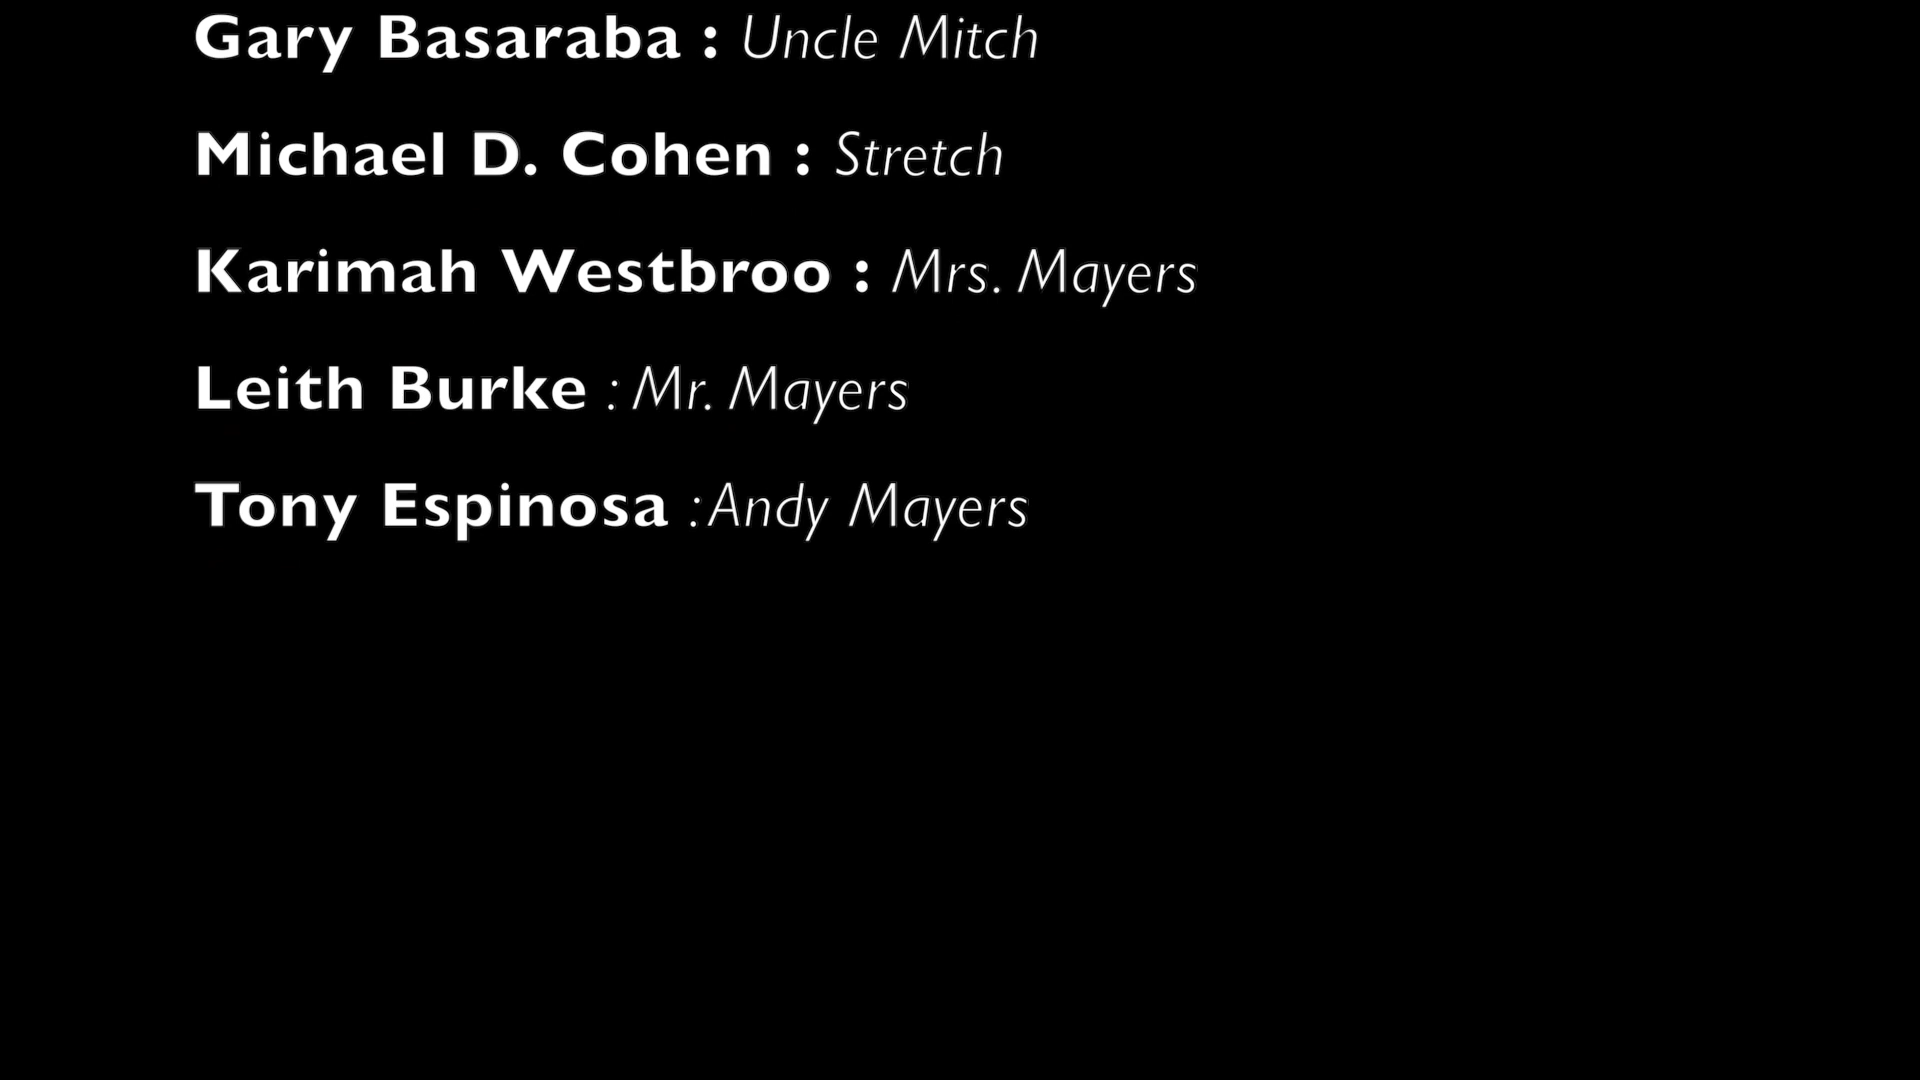 Gary Basaraba : Uncle Mitch
Michael D. Cohen : Stretch
Karimah Westbroo : Mrs. Mayers
Leith Burke : Mr. Mayers
Tony Espinosa : Andy Mayers